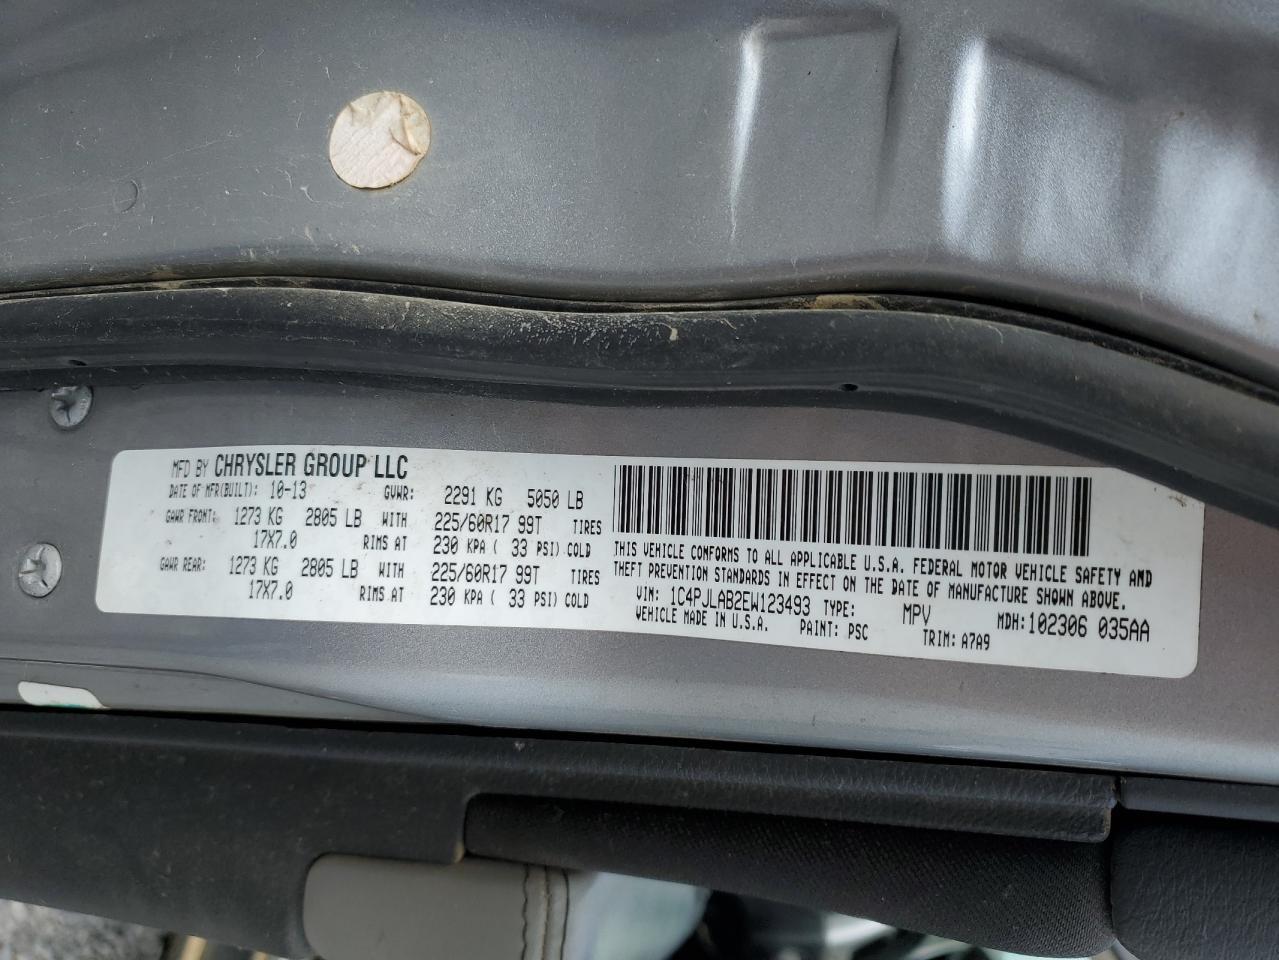 MFD BY CHRYSLER GROUP LLC
DATE OF MFR(BUILT): 10-13 GVWR: 2291 KG 5050 LB
GAWR FRONT: 1273 KG 2805 LB WITH 225/60R17 99T TIRES
17X7.0 RIMS AT 230 KPA ( 33 PSI) COLD
GAWR REAR: 1273 KG 2805 LB WITH 225/60R17 99T TIRES
17X7.0 RIMS AT 230 KPA ( 33 PSI) COLD
THIS VEHICLE CONFORMS TO ALL APPLICABLE U.S.A. FEDERAL MOTOR VEHICLE SAFETY AND
THEFT PREVENTION STANDARDS IN EFFECT ON THE DATE OF MANUFACTURE SHOWN ABOVE.
VIN: 1C4PJLAB2EW123493 TYPE: MPV MDH: 102306 035AA
VEHICLE MADE IN U.S.A. PAINT: PSC TRIM: A7A9